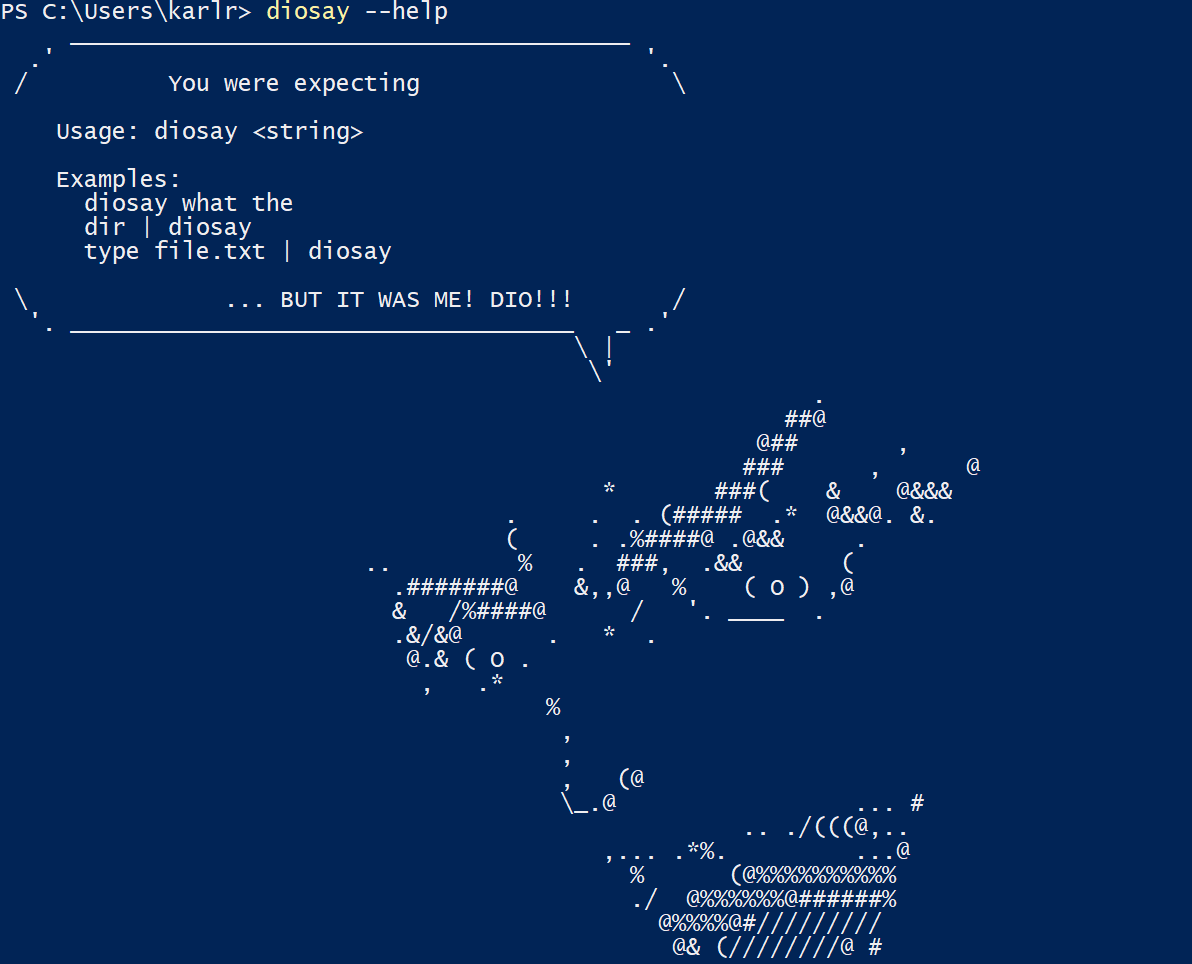 PS C:\Users\karlr> diosay --help
You were expecting
Usage: diosay <string>
Examples:
diosay what the
dir | diosay
type file.txt | diosay
... BUT IT WAS ME! DIO!!!